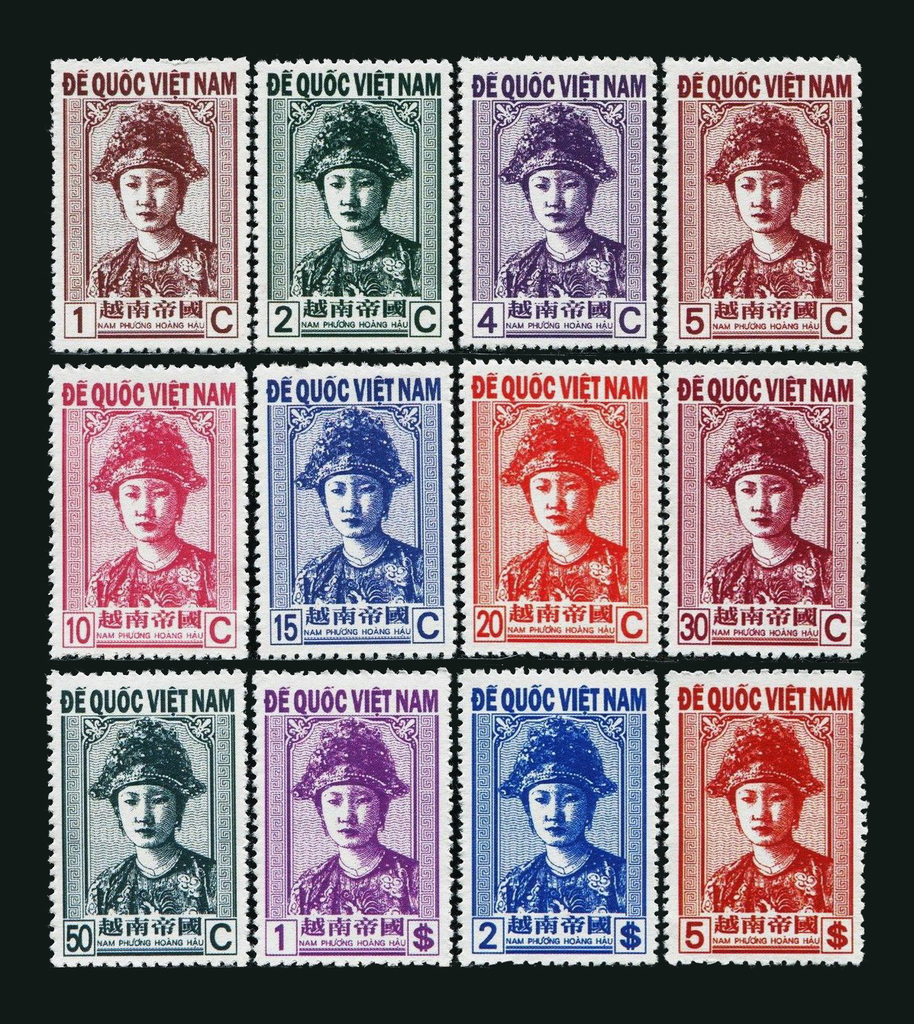 ĐẾ QUỐC VIỆT NAM
越南帝國
1 NAM PHƯƠNG HOÀNG HẬU C
ĐẾ QUỐC VIỆT NAM
越南帝國
2 NAM PHƯƠNG HOÀNG HẬU C
ĐẾ QUỐC VIỆT NAM
越南帝國
4 NAM PHƯƠNG HOÀNG HẬU C
ĐẾ QUỐC VIỆT NAM
越南帝國
5 NAM PHƯƠNG HOÀNG HẬU C
ĐẾ QUỐC VIỆT NAM
越南帝國
10 NAM PHƯƠNG HOÀNG HẬU C
ĐẾ QUỐC VIỆT NAM
越南帝國
15 NAM PHƯƠNG HOÀNG HẬU C
ĐẾ QUỐC VIỆT NAM
越南帝國
20 NAM PHƯƠNG HOÀNG HẬU C
ĐẾ QUỐC VIỆT NAM
越南帝國
30 NAM PHƯƠNG HOÀNG HẬU C
ĐẾ QUỐC VIỆT NAM
越南帝國
50 NAM PHƯƠNG HOÀNG HẬU C
ĐẾ QUỐC VIỆT NAM
越南帝國
1 NAM PHƯƠNG HOÀNG HẬU $
ĐẾ QUỐC VIỆT NAM
越南帝國
2 NAM PHƯƠNG HOÀNG HẬU $
ĐẾ QUỐC VIỆT NAM
越南帝國
5 NAM PHƯƠNG HOÀNG HẬU $